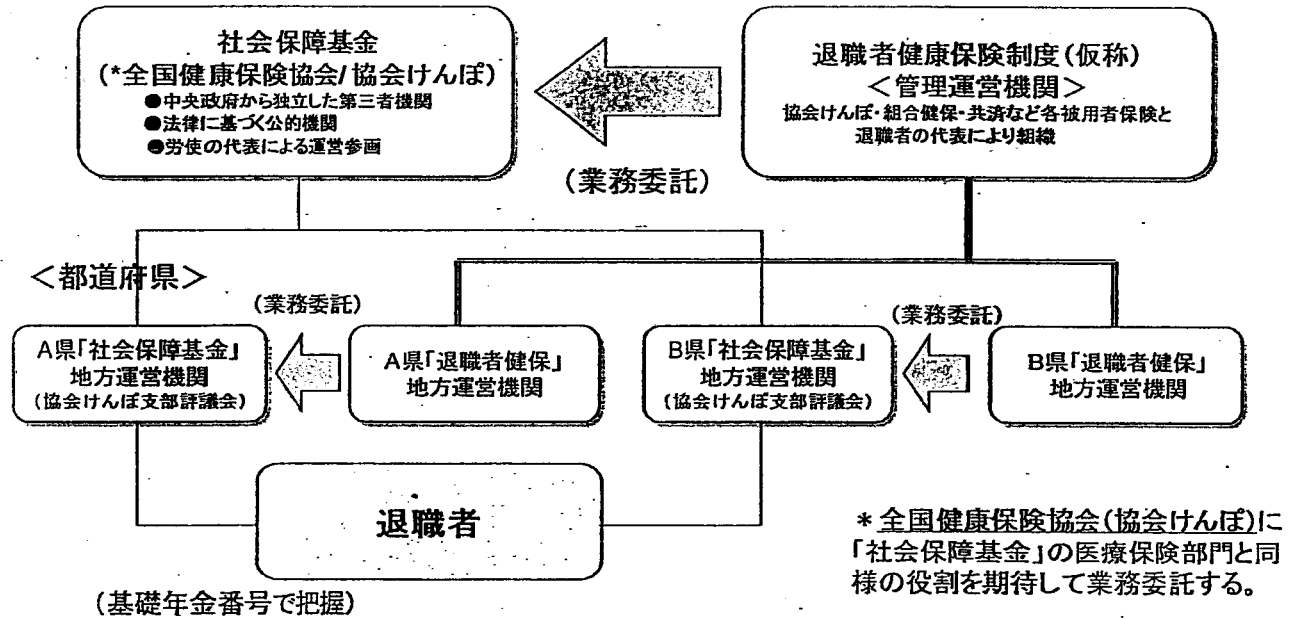 社会保障基金
(*全国健康保険協会/協会けんぽ)
●中央政府から独立した第三者機関
●法律に基づく公的機関
●労使の代表による運営参画
退職者健康保険制度(仮称)
＜管理運営機関＞
協会けんぽ・組合健保・共済など各被用者保険と
退職者の代表により組織
(業務委託)
＜都道府県＞
(業務委託)
(業務委託)
A県「社会保障基金」
地方運営機関
(協会けんぽ支部評議会)
A県「退職者健保」
地方運営機関
B県「社会保障基金」
地方運営機関
(協会けんぽ支部評議会)
B県「退職者健保」
地方運営機関
退職者
(基礎年金番号で把握)
*全国健康保険協会(協会けんぽ)に
「社会保障基金」の医療保険部門と同
様の役割を期待して業務委託する。